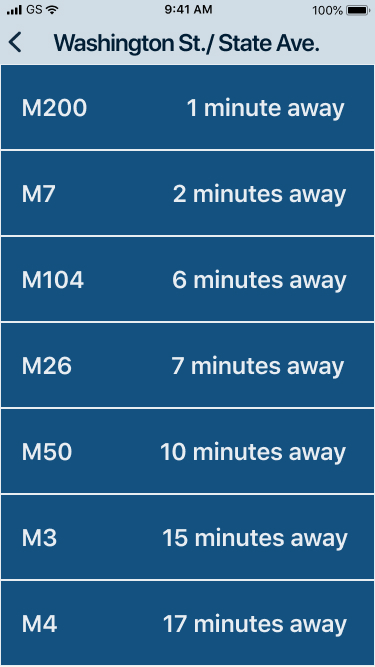 GS 9:41 AM 100%
Washington St./ State Ave.
M200 1 minute away
M7 2 minutes away
M104 6 minutes away
M26 7 minutes away
M50 10 minutes away
M3 15 minutes away
M4 17 minutes away